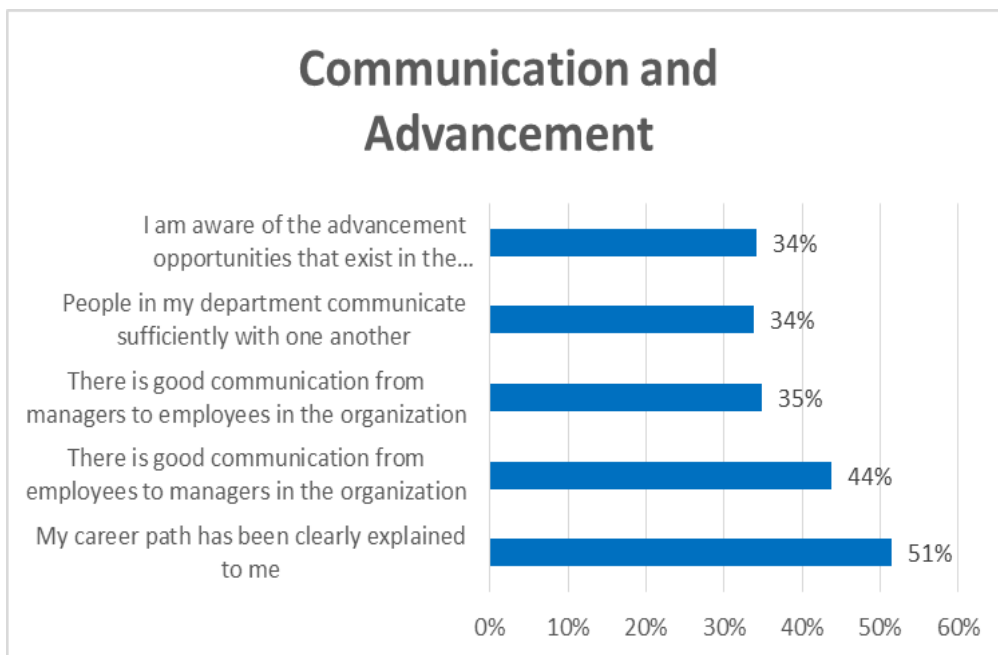 Communication and
Advancement
I am aware of the advancement
opportunities that exist in the...
34%
People in my department communicate
sufficiently with one another
34%
There is good communication from
managers to employees in the organization
35%
There is good communication from
employees to managers in the organization
44%
My career path has been clearly explained
to me
51%
0% 10% 20% 30% 40% 50% 60%